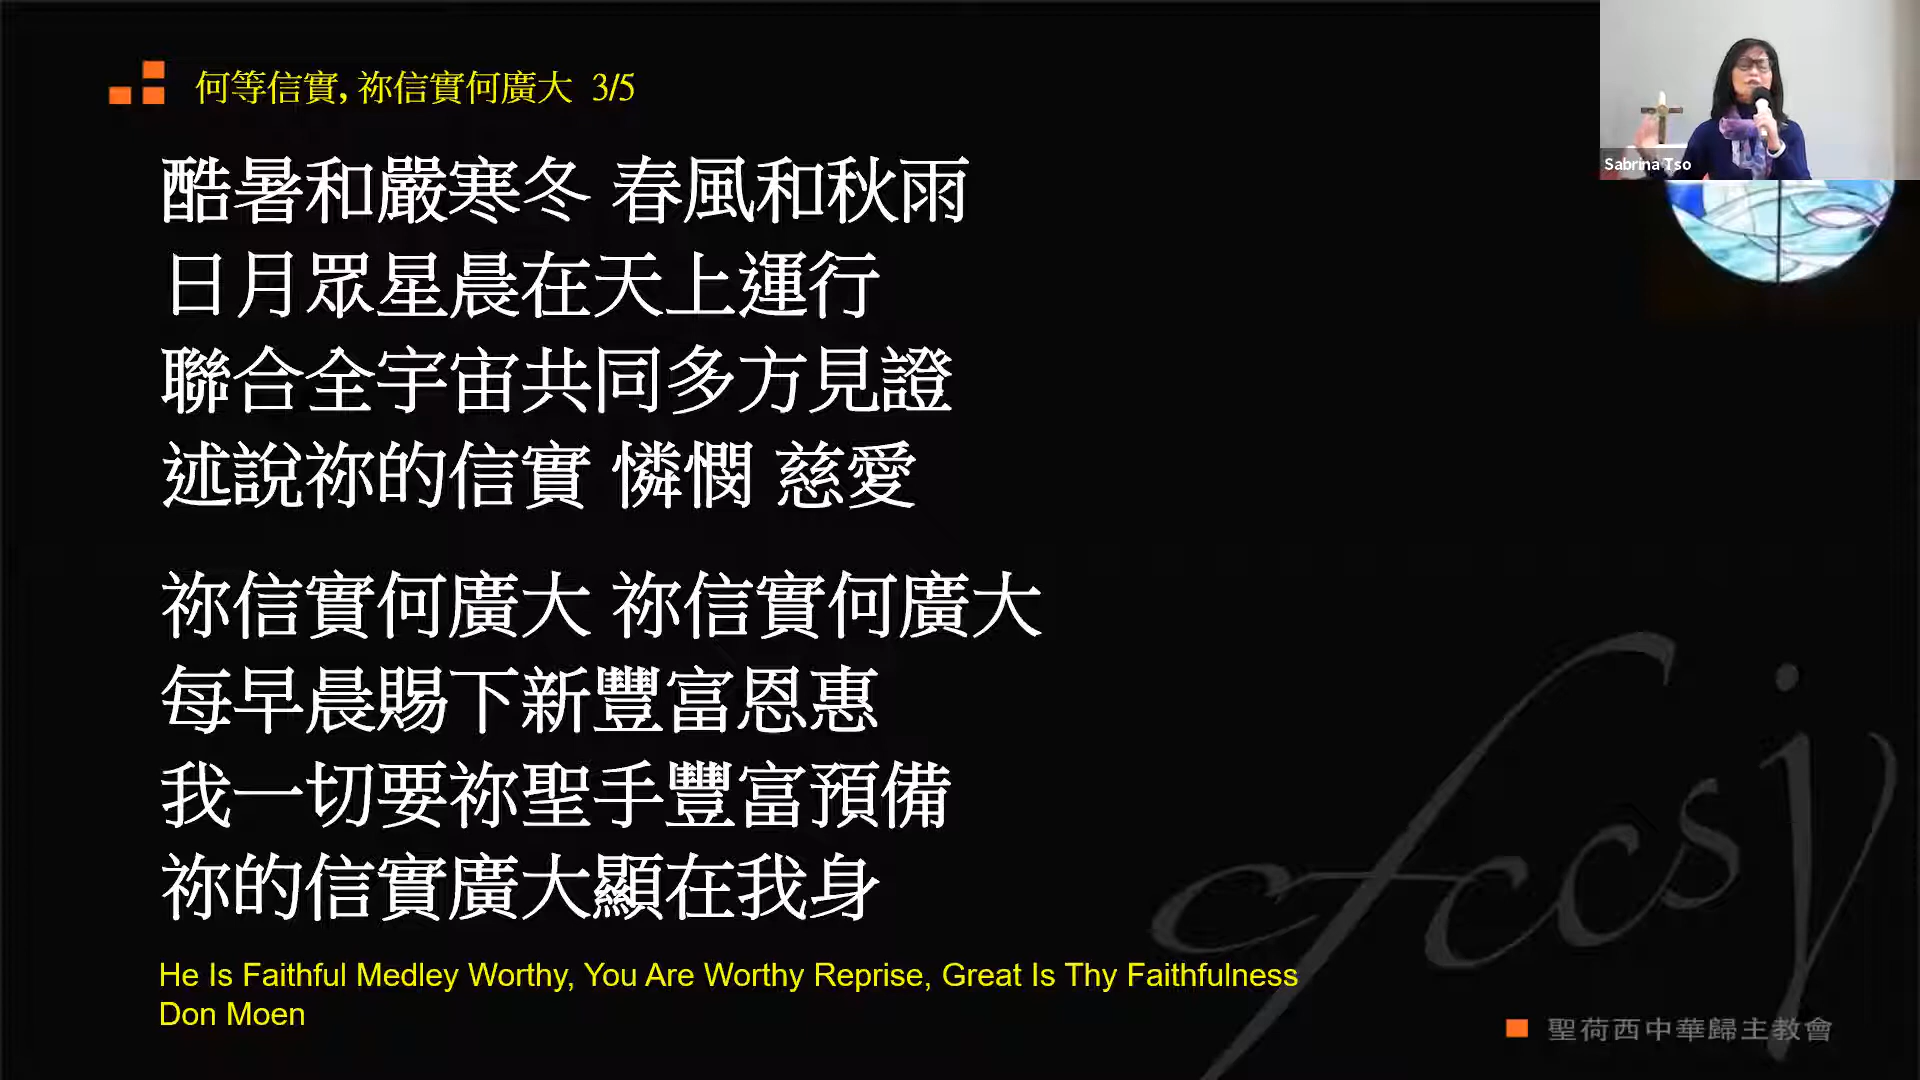 何等信實, 祢信實何廣大 3/5
酷暑和嚴寒冬 春風和秋雨
日月眾星晨在天上運行
聯合全宇宙共同多方見證
述說祢的信實 憐憫 慈愛
祢信實何廣大 祢信實何廣大
每早晨賜下新豐富恩惠
我一切要祢聖手豐富預備
祢的信實廣大顯在我身
He Is Faithful Medley Worthy, You Are Worthy Reprise, Great Is Thy Faithfulness
Don Moen
Sabrina Tso
cfccsj
聖荷西中華歸主教會